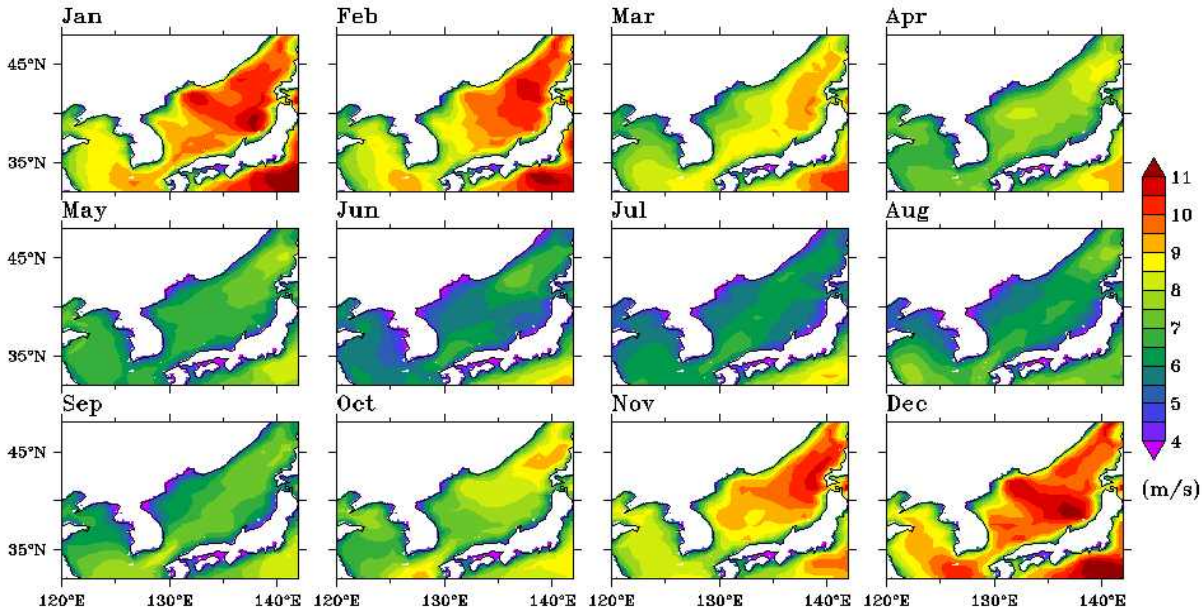 Jan Feb Mar Apr
45°N
35°N
May Jun Jul Aug
45°N
35°N
Sep Oct Nov Dec
45°N
35°N
120°E 130°E 140°E 120°E 130°E 140°E 120°E 130°E 140°E 120°E 130°E 140°E
11
10
9
8
7
6
5
4
(m/s)